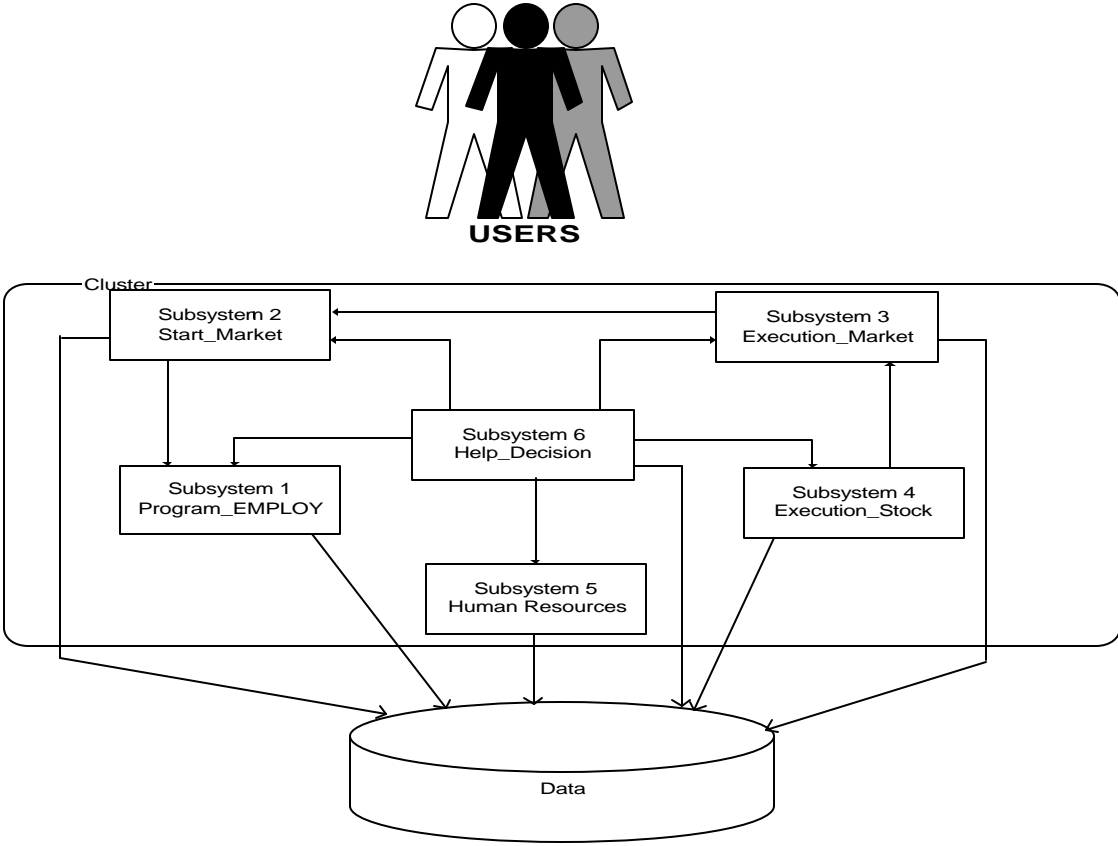 USERS
Cluster
Subsystem 2
Start_Market
Subsystem 3
Execution_Market
Subsystem 6
Help_Decision
Subsystem 1
Program_EMPLOY
Subsystem 4
Execution_Stock
Subsystem 5
Human Resources
Data